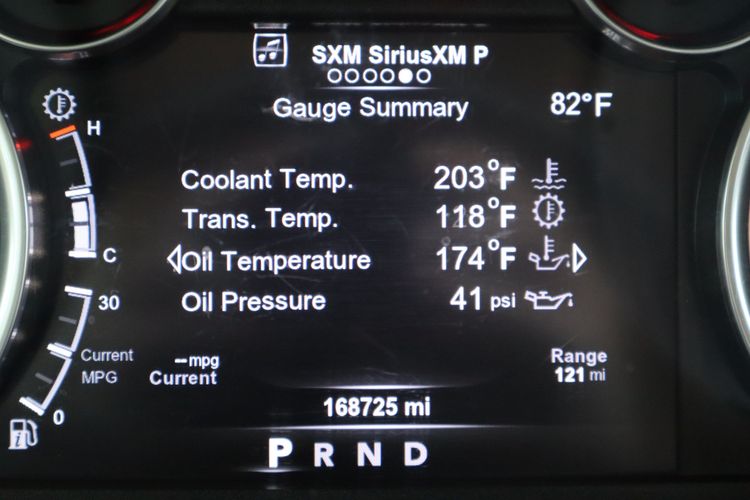 SXM SiriusXM P
Gauge Summary 82°F
H
Coolant Temp. 203°F
Trans. Temp. 118°F
C Oil Temperature 174°F
30 Oil Pressure 41 psi
Current MPG
--mpg
Current
Range
121 mi
0
168725 mi
P R N D